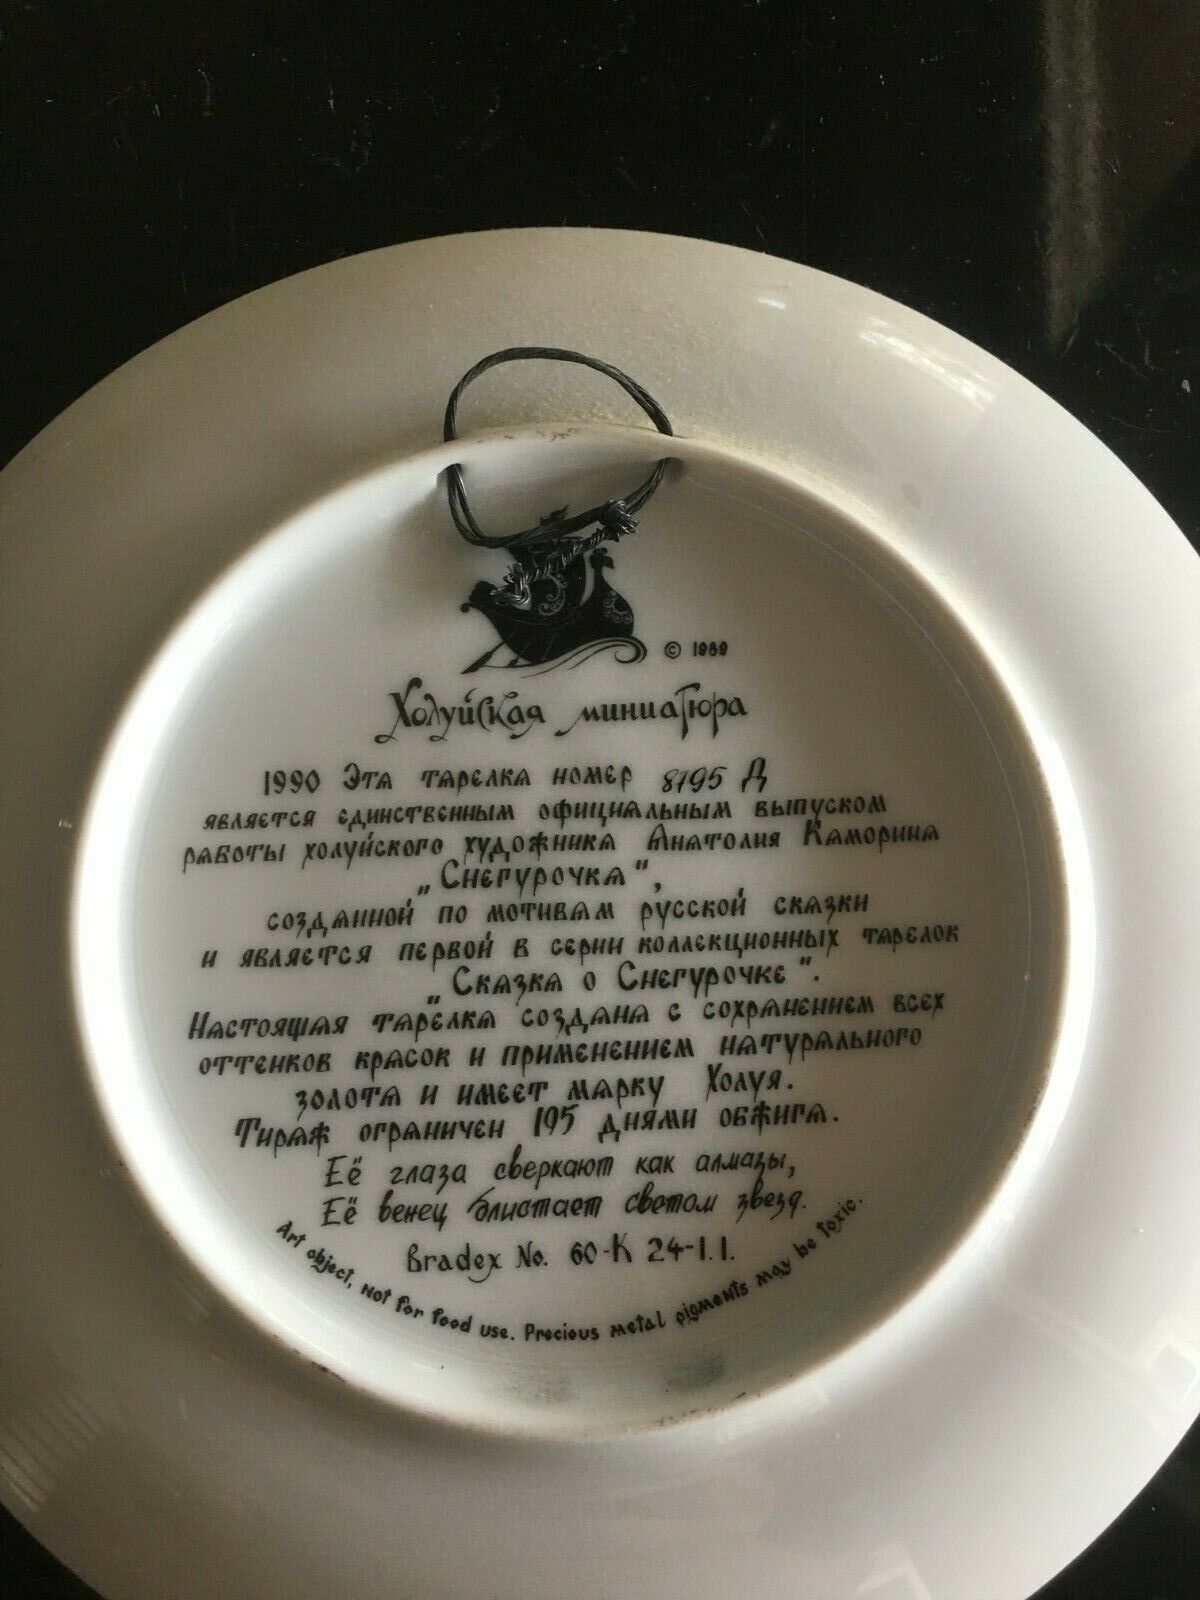 © 1989
Холуйская миниатюра
1990 Эта тарелка номер 8195 Д
является единственным официальным выпуском
работы холуйского художника Анатолия Каморина
„Снегурочка",
созданной по мотивам русской сказки
и является первой в серии коллекционных тарелок
„Сказка о Снегурочке".
Настоящая тарелка создана с сохранением всех
оттенков красок и применением натурального
золота и имеет марку Холуя.
Тираж ограничен 195 днями обжига.
Её глаза сверкают как алмазы,
Её венец блистает светом звезд.
Bradex No. 60-К 24-1.1.
Art object, not for food use. Precious metal pigments may be toxic.